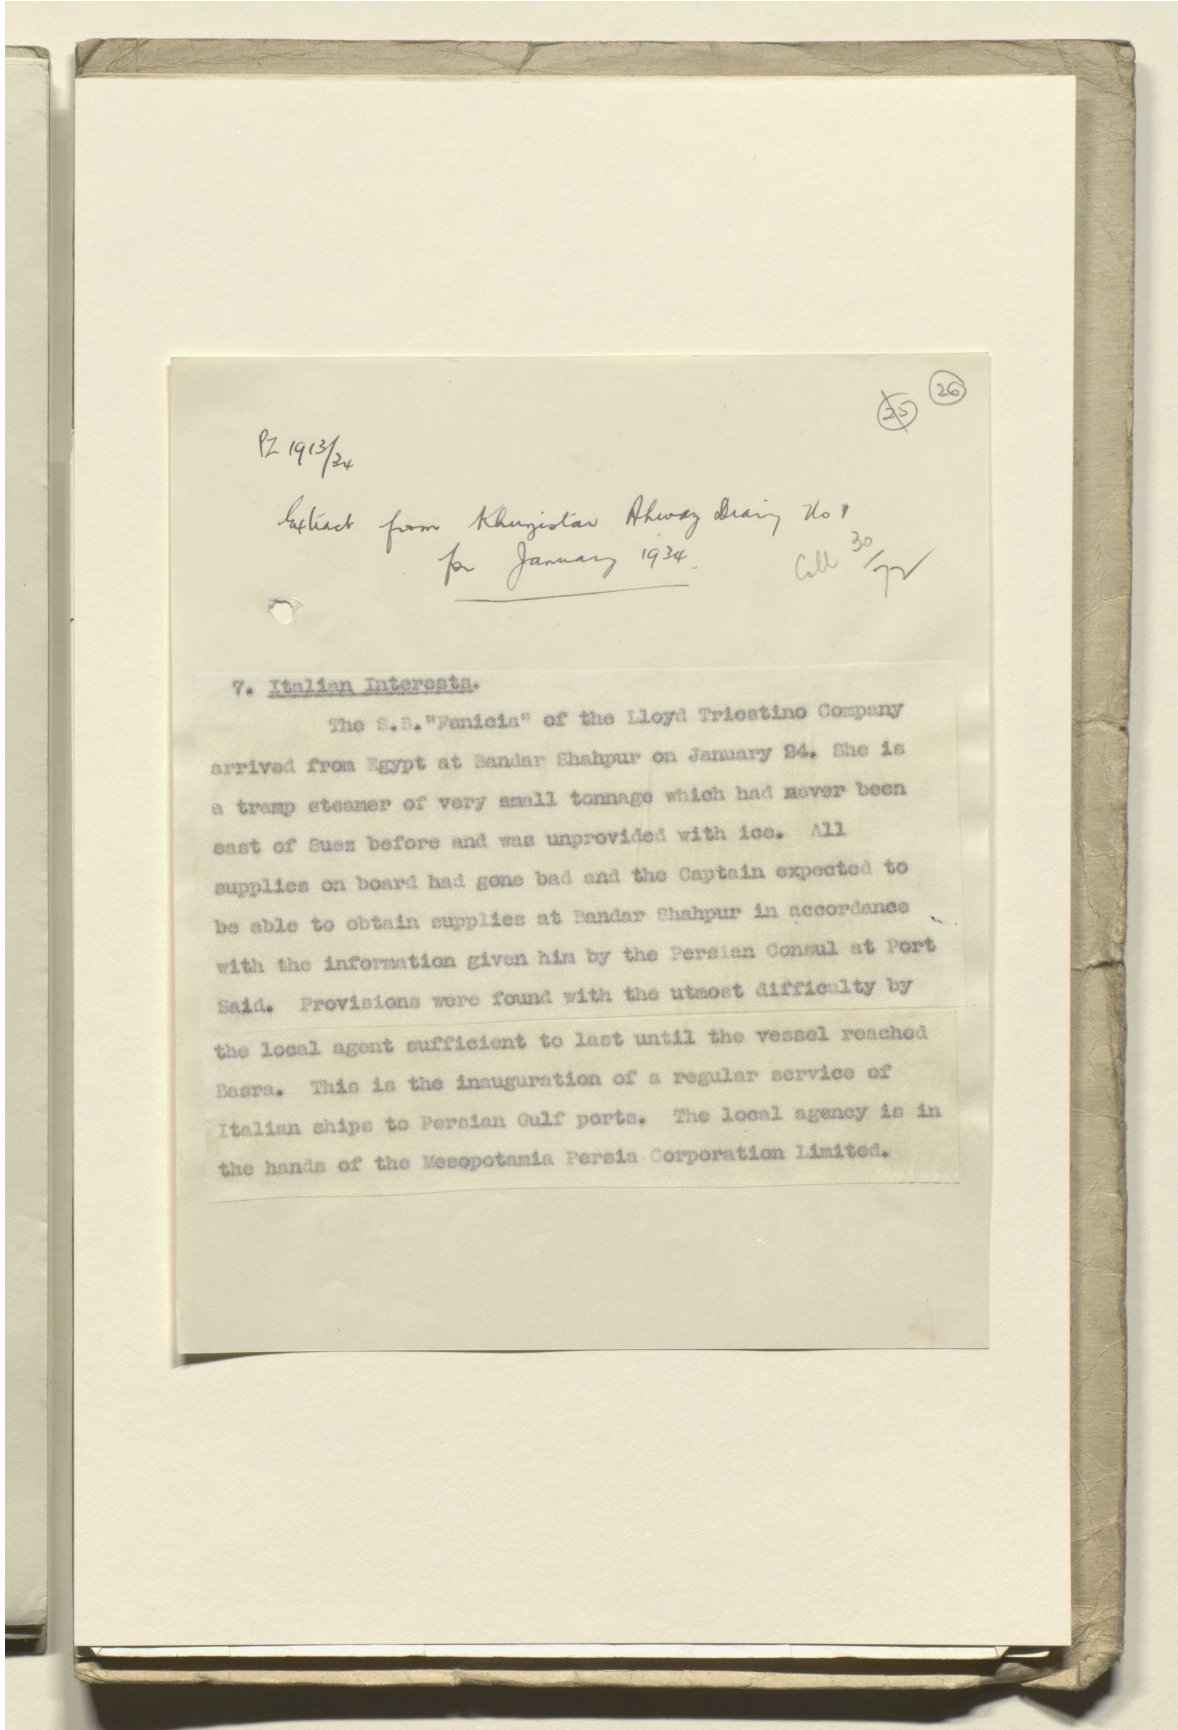 26
25
PZ 1913/34
Extract from Khuzistan Ahwaz Diary No 1
for January 1934.
Coll 30/72
7. Italian Interests.
The S.S."Fenicia" of the Lloyd Triestino Company
arrived from Egypt at Bandar Shahpur on January 24. She is
a tramp steamer of very small tonnage which had never been
east of Suez before and was unprovided with ice. All
supplies on board had gone bad and the Captain expected to
be able to obtain supplies at Bandar Shahpur in accordance
with the information given him by the Persian Consul at Port
Said. Provisions were found with the utmost difficulty by
the local agent sufficient to last until the vessel reached
Basra. This is the inauguration of a regular service of
Italian ships to Persian Gulf ports. The local agency is in
the hands of the Mesopotamia Persia Corporation Limited.